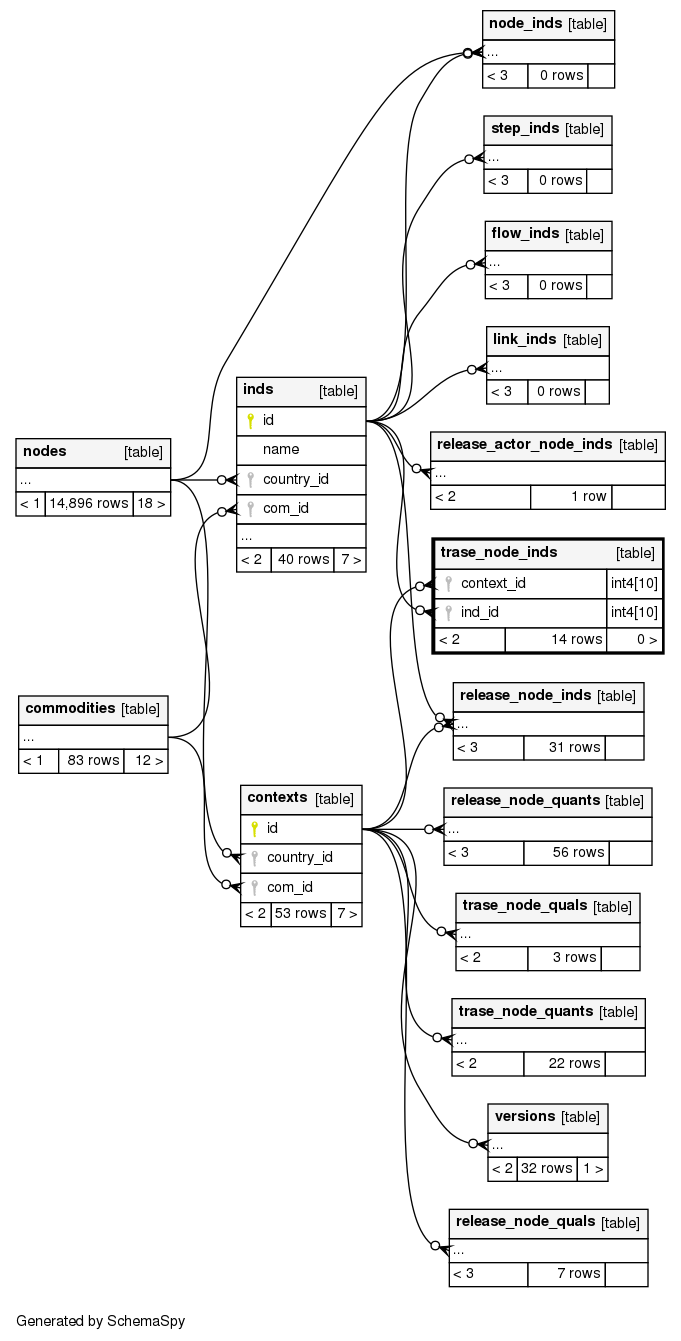 node_inds [table]
...
< 3 0 rows
step_inds [table]
...
< 3 0 rows
flow_inds [table]
...
< 3 0 rows
link_inds [table]
...
< 3 0 rows
inds [table]
id
name
country_id
com_id
...
< 2 40 rows 7 >
nodes [table]
...
< 1 14,896 rows 18 >
release_actor_node_inds [table]
...
< 2 1 row
trase_node_inds [table]
context_id int4[10]
ind_id int4[10]
< 2 14 rows 0 >
release_node_inds [table]
...
< 3 31 rows
commodities [table]
...
< 1 83 rows 12 >
contexts [table]
id
country_id
com_id
< 2 53 rows 7 >
release_node_quants [table]
...
< 3 56 rows
trase_node_quals [table]
...
< 2 3 rows
trase_node_quants [table]
...
< 2 22 rows
versions [table]
...
< 2 32 rows 1 >
release_node_quals [table]
...
< 3 7 rows
Generated by SchemaSpy